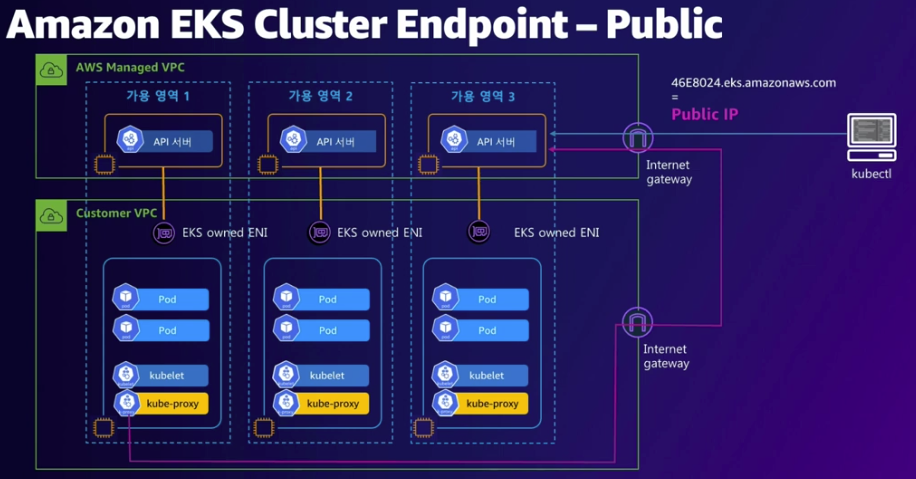 Amazon EKS Cluster Endpoint – Public
AWS Managed VPC
가용 영역 1
가용 영역 2
가용 영역 3
API 서버
API 서버
API 서버
46E8024.eks.amazonaws.com
=
Public IP
Internet
gateway
kubectl
Customer VPC
EKS owned ENI
EKS owned ENI
EKS owned ENI
Pod
Pod
kubelet
kube-proxy
Pod
Pod
kubelet
kube-proxy
Pod
Pod
kubelet
kube-proxy
Internet
gateway